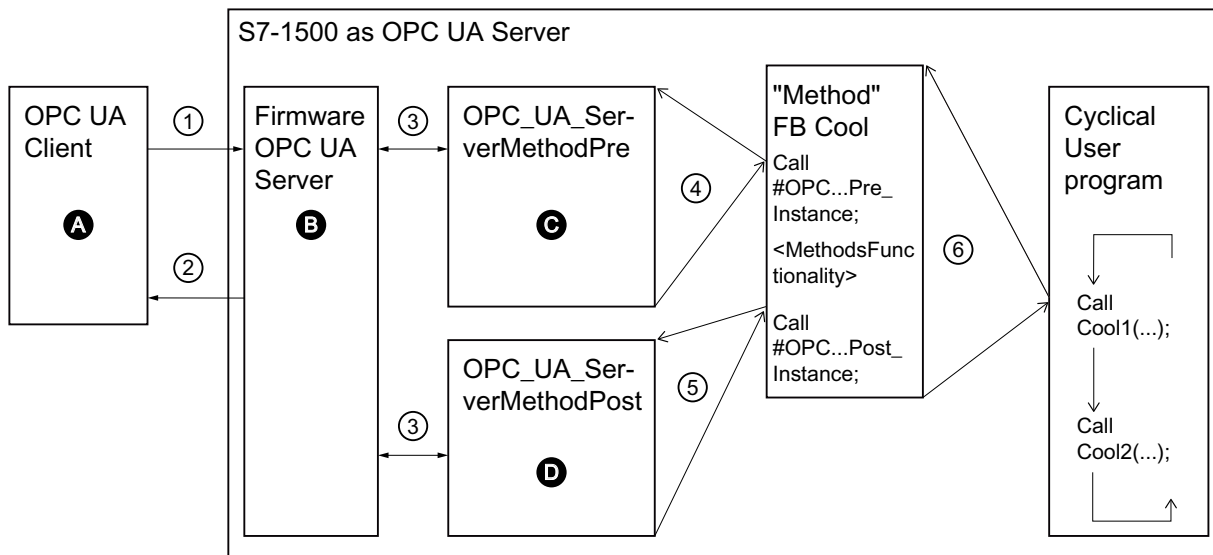 S7-1500 as OPC UA Server
OPC UA
Client
A
①
②
Firmware
OPC UA
Server
B
③
③
OPC_UA_Ser-
verMethodPre
C
④
OPC_UA_Ser-
verMethodPost
D
⑤
"Method"
FB Cool
Call
#OPC...Pre_
Instance;
<MethodsFunc
tionality>
Call
#OPC...Post_
Instance;
⑥
Cyclical
User
program
Call
Cool1(...);
Call
Cool2(...);